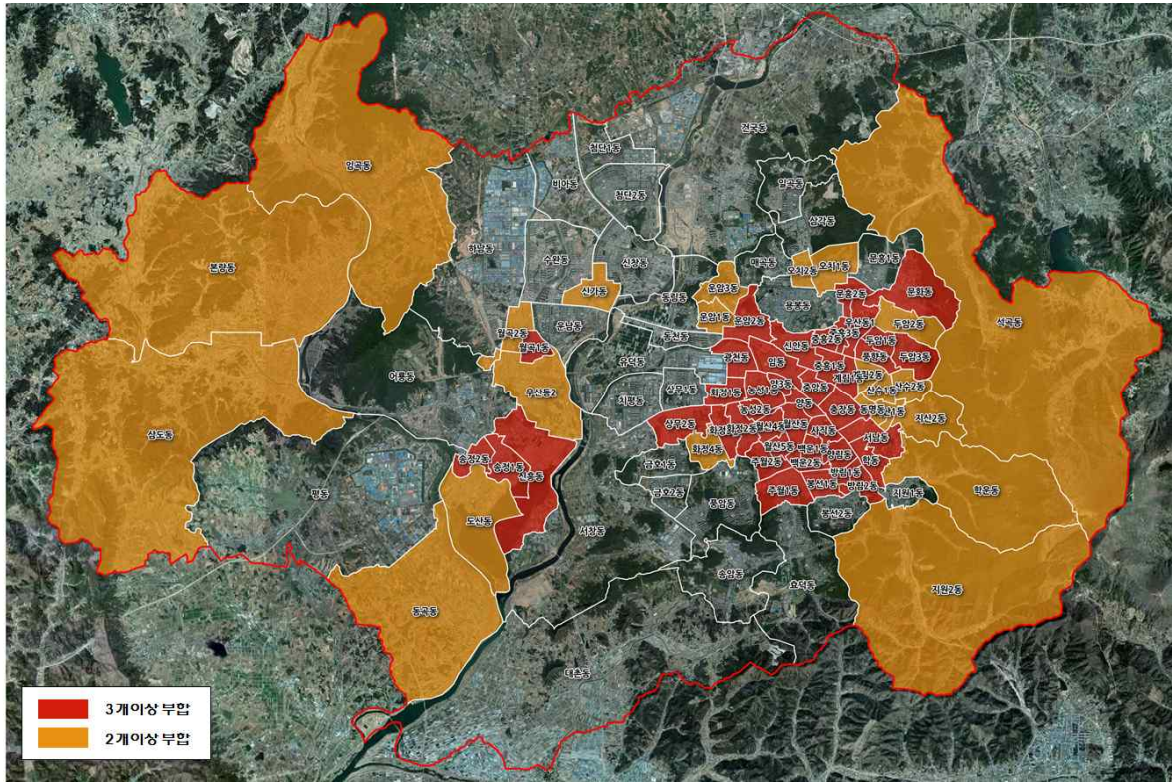 건국동
첨단1동
비아동
첨단2동
일곡동
임곡동
삼각동
하남동
수완동
신창동
매곡동
오치2동
오치1동
문흥1동
본량동
신가동
운암3동
용봉동
문흥2동
문화동
동림동
운암1동
운암2동
월곡2동
운남동
우산동1
두암2동
서곡동
월곡1동
동천동
신안동
중흥3동
중흥2동
두암1동
어룡동
유덕동
광천동
임동
풍향동
두암3동
우산동2
치평동
상무1동
화정1동
농성1동
양3동
중흥1동
계림1동
계림2동
산수1동
산수2동
농성2동
양동
중앙동
충장동
동명동
지산2동
삼도동
상무2동
화정2동
월산4동
월산동
사직동
서남동
송정2동
송정1동
신흥동
화정4동
월산5동
백운1동
양림동
학동
금호1동
주월2동
백운2동
방림1동
평동
금호2동
주월1동
봉선1동
방림2동
지원1동
학운동
도산동
서창동
풍암동
봉선2동
송암동
효덕동
지원2동
동곡동
대촌동
3개이상 부합
2개이상 부합